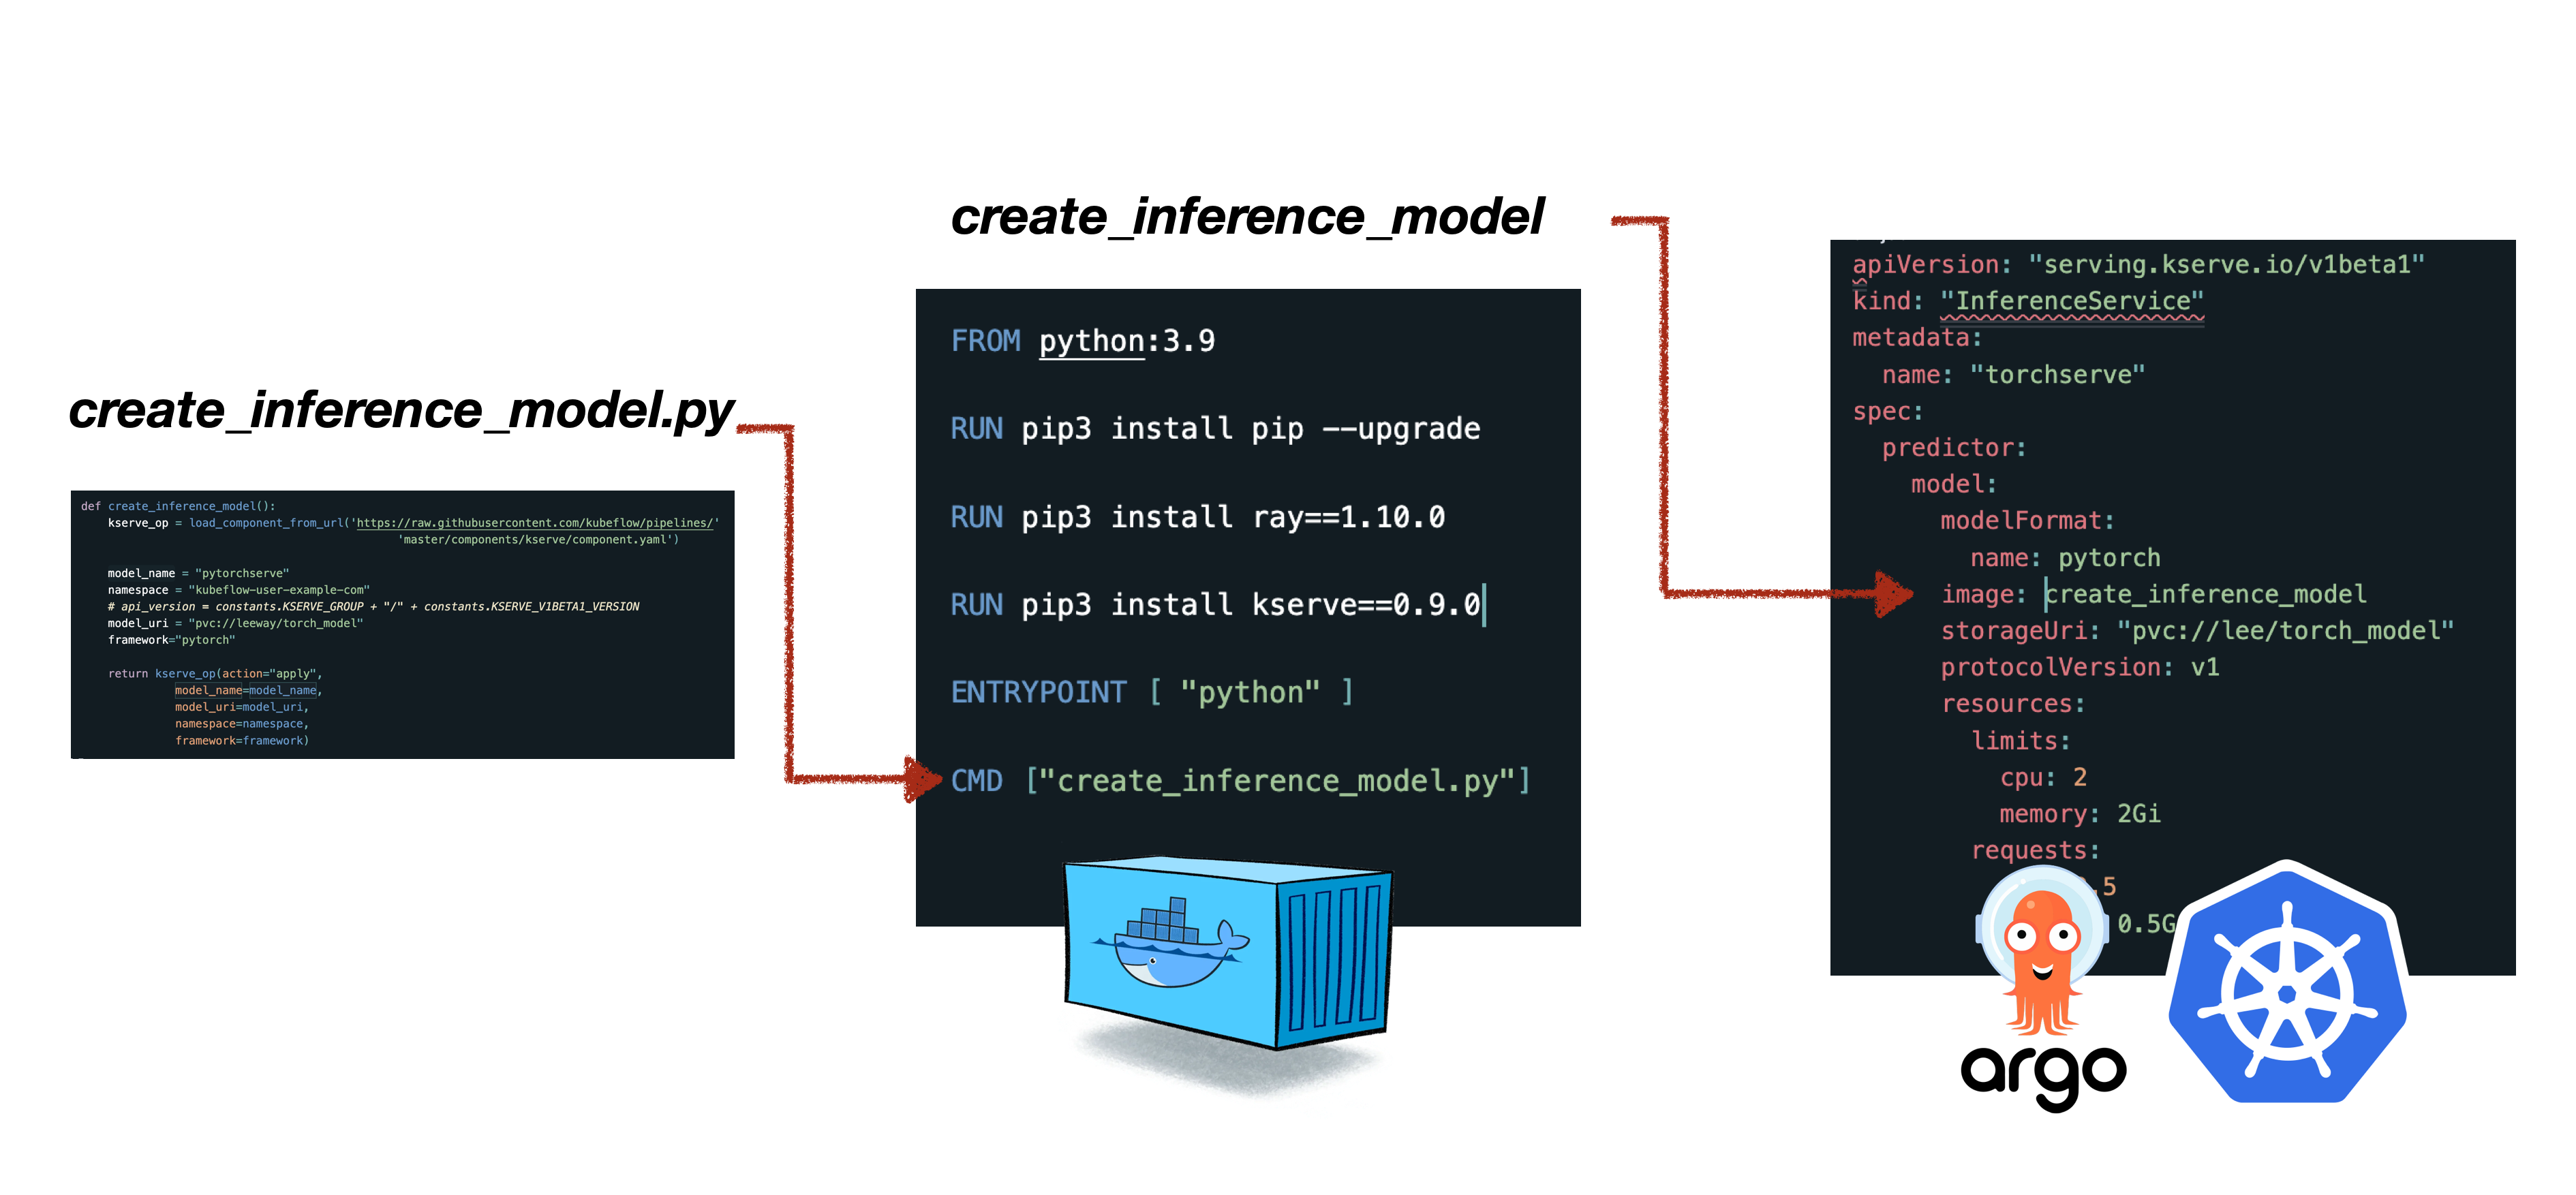 create_inference_model.py
def create_inference_model():
    kserve_op = load_component_from_url('https://raw.githubusercontent.com/kubeflow/pipelines/'
                                        'master/components/kserve/component.yaml')
    model_name = "pytorchserve"
    namespace = "kubeflow-user-example-com"
    # api_version = constants.KSERVE_GROUP + "/" + constants.KSERVE_V1BETA1_VERSION
    model_uri = "pvc://leeway/torch_model"
    framework="pytorch"
    return kserve_op(action="apply",
              model_name=model_name,
              model_uri=model_uri,
              namespace=namespace,
              framework=framework)
create_inference_model
FROM python:3.9
RUN pip3 install pip --upgrade
RUN pip3 install ray==1.10.0
RUN pip3 install kserve==0.9.0
ENTRYPOINT [ "python" ]
CMD ["create_inference_model.py"]
apiVersion: "serving.kserve.io/v1beta1"
kind: "InferenceService"
metadata:
  name: "torchserve"
spec:
  predictor:
    model:
      modelFormat:
        name: pytorch
      image: create_inference_model
      storageUri: "pvc://lee/torch_model"
      protocolVersion: v1
      resources:
        limits:
          cpu: 2
          memory: 2Gi
        requests:
.5
0.5G
argo